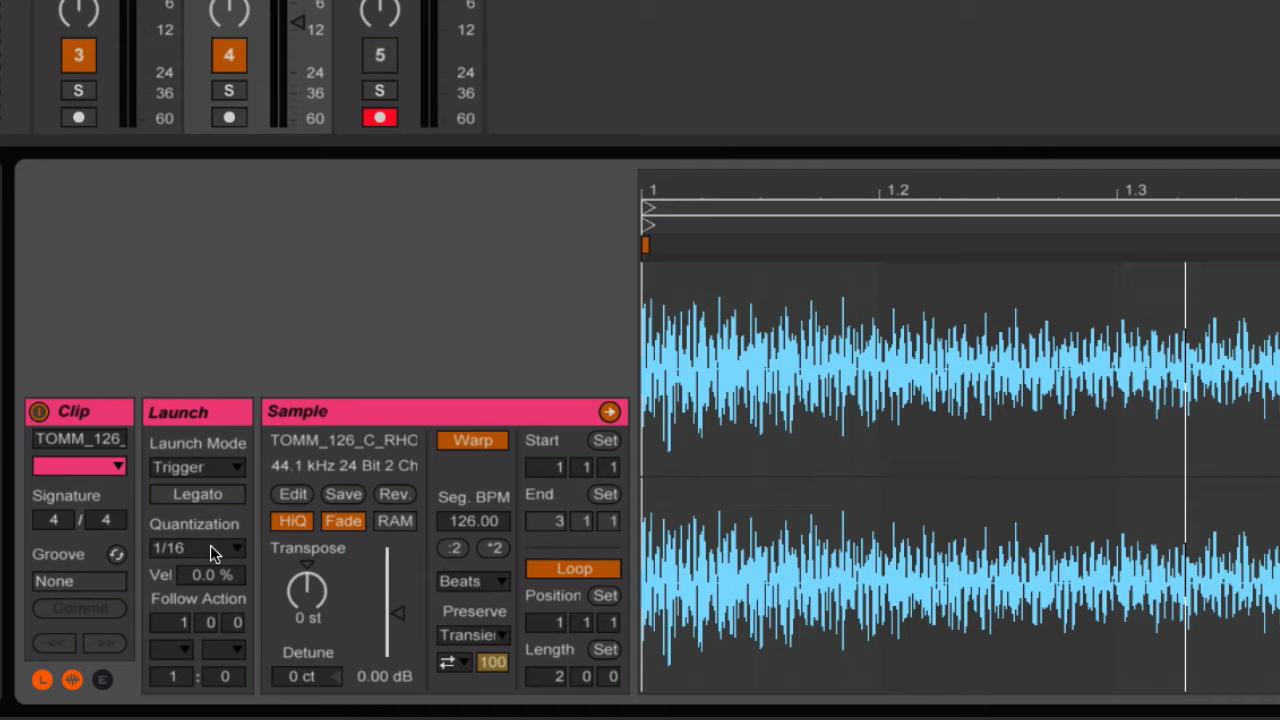 6 6 6
12 12 12
3 4 5
24 24 24
S S S
36 36 36
60 60 60
1 1.2 1.3
Clip Launch Sample
TOMM_126_ Launch Mode TOMM_126_C_RHO Warp Start Set
Trigger 44.1 kHz 24 Bit 2 Ch 1 1 1
Signature Legato Edit Save Rev. Seg. BPM End Set
4 / 4 Quantization HiQ Fade RAM 126.00 3 1 1
Groove 1/16 Transpose :2 *2 Loop
None Vel 0.0 % Beats Position Set
Commit Follow Action 0 st Preserve 1 1 1
<< >> 1 0 0 Detune Transie Length Set
L E 1 : 0 0 ct 0.00 dB 100 2 0 0